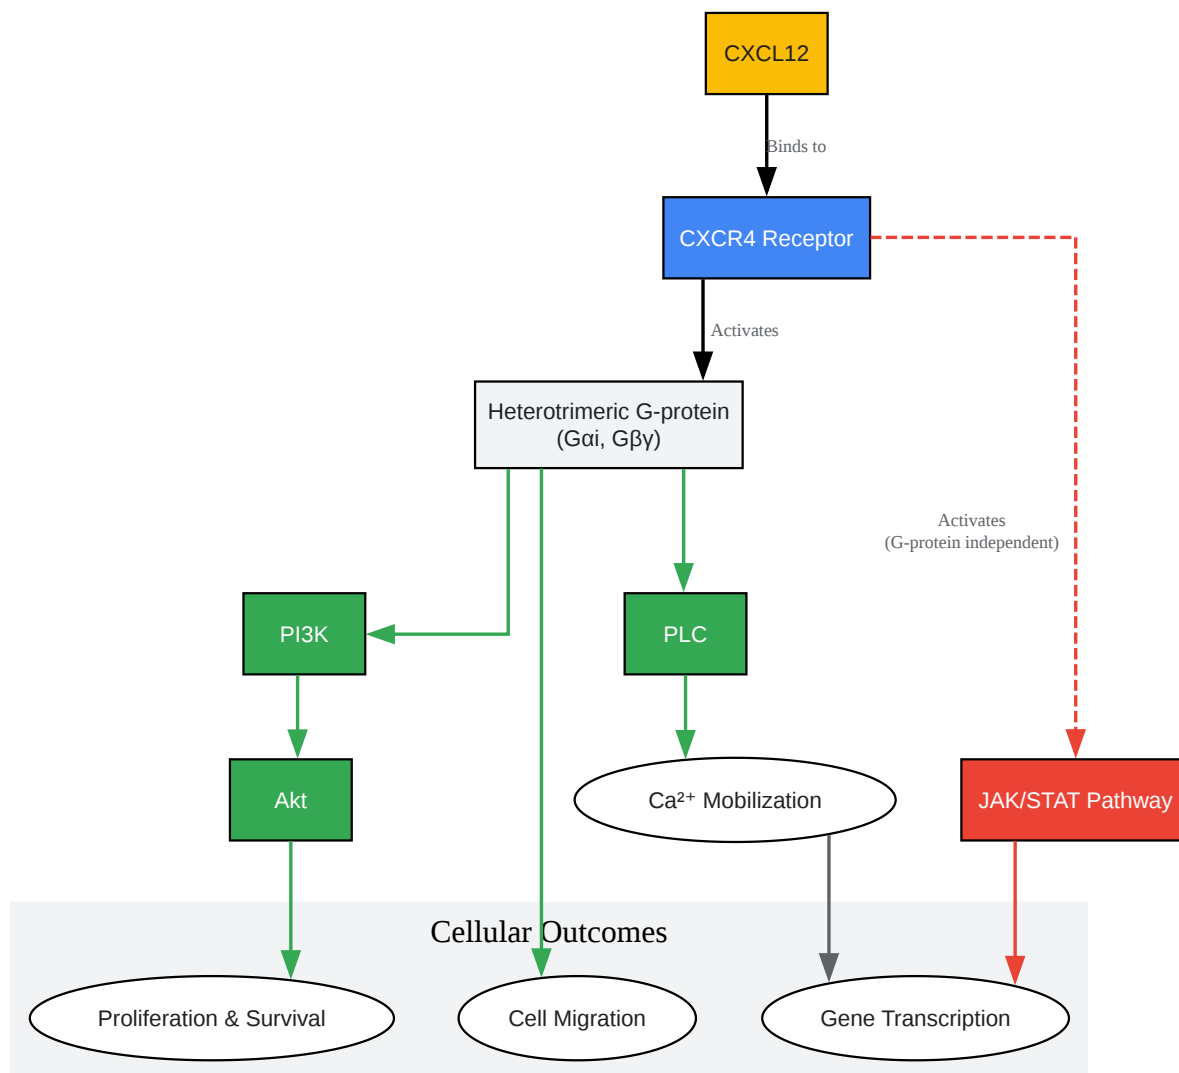 CXCL12
Binds to
CXCR4 Receptor
Activates
Heterotrimeric G-protein
(Gαi, Gβγ)
Activates
(G-protein independent)
PI3K
PLC
Akt
Ca²⁺ Mobilization
JAK/STAT Pathway
Cellular Outcomes
Proliferation & Survival
Cell Migration
Gene Transcription